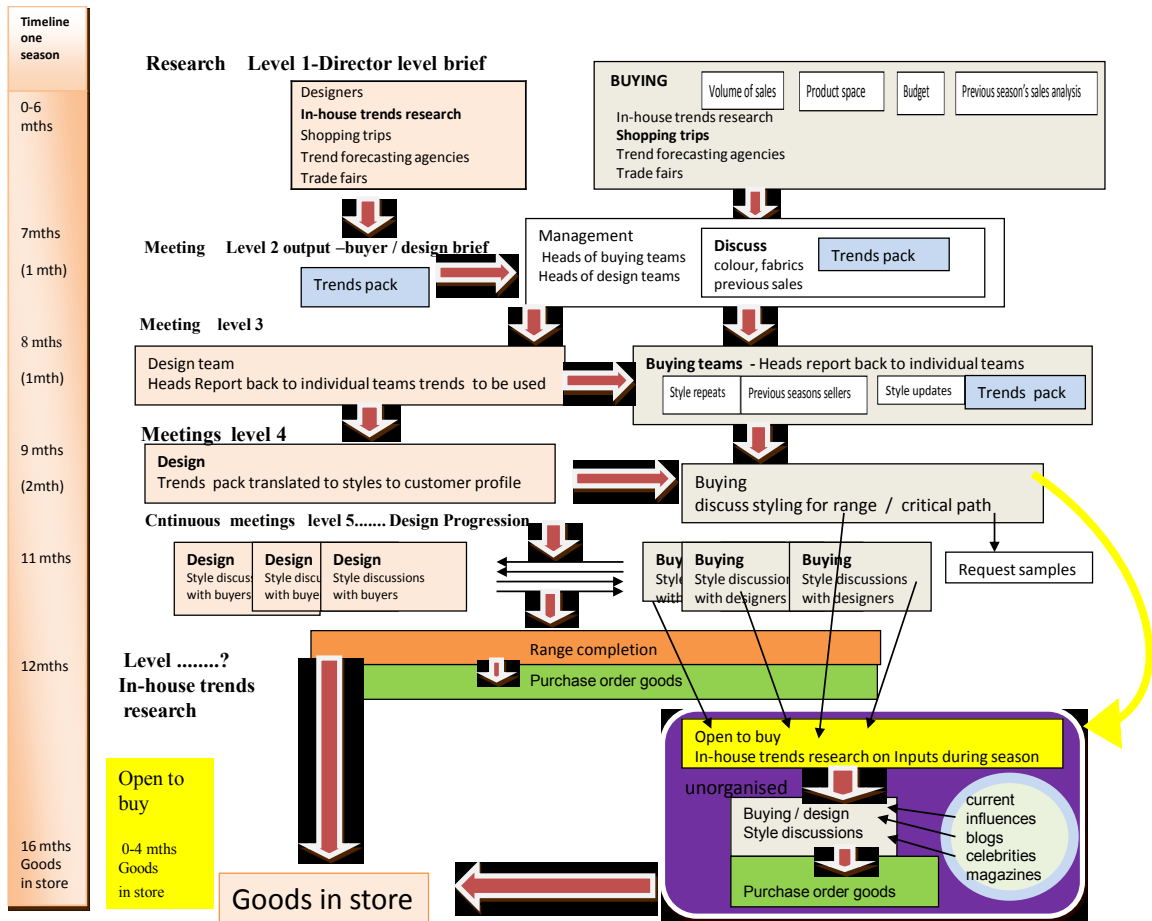 Timeline
one
season
0-6
mths
7mths
(1 mth)
8 mths
(1mth)
9 mths
(2mth)
11 mths
12mths
16 mths
Goods
in store
Research Level 1-Director level brief
Designers
In-house trends research
Shopping trips
Trend forecasting agencies
Trade fairs
BUYING
Volume of sales
Product space
Budget
Previous season's sales analysis
In-house trends research
Shopping trips
Trend forecasting agencies
Trade fairs
Meeting Level 2 output –buyer / design brief
Trends pack
Management
Heads of buying teams
Heads of design teams
Discuss
colour, fabrics
previous sales
Trends pack
Meeting level 3
Design team
Heads Report back to individual teams trends to be used
Buying teams - Heads report back to individual teams
Style repeats
Previous seasons sellers
Style updates
Trends pack
Meetings level 4
Design
Trends pack translated to styles to customer profile
Buying
discuss styling for range / critical path
Cntinuous meetings level 5....... Design Progression
Design
Style discus
with buyers
Design
Style discu
with buye
Design
Style discussions
with buyers
Buy
Style
with
Buying
Style discussion
with designers
Buying
Style discussions
with designers
Request samples
Range completion
Purchase order goods
Level ........?
In-house trends
research
Open to buy
In-house trends research on Inputs during season
unorganised
Buying / design
Style discussions
current
influences
blogs
celebrities
magazines
Purchase order goods
Open to
buy
0-4 mths
Goods
in store
Goods in store